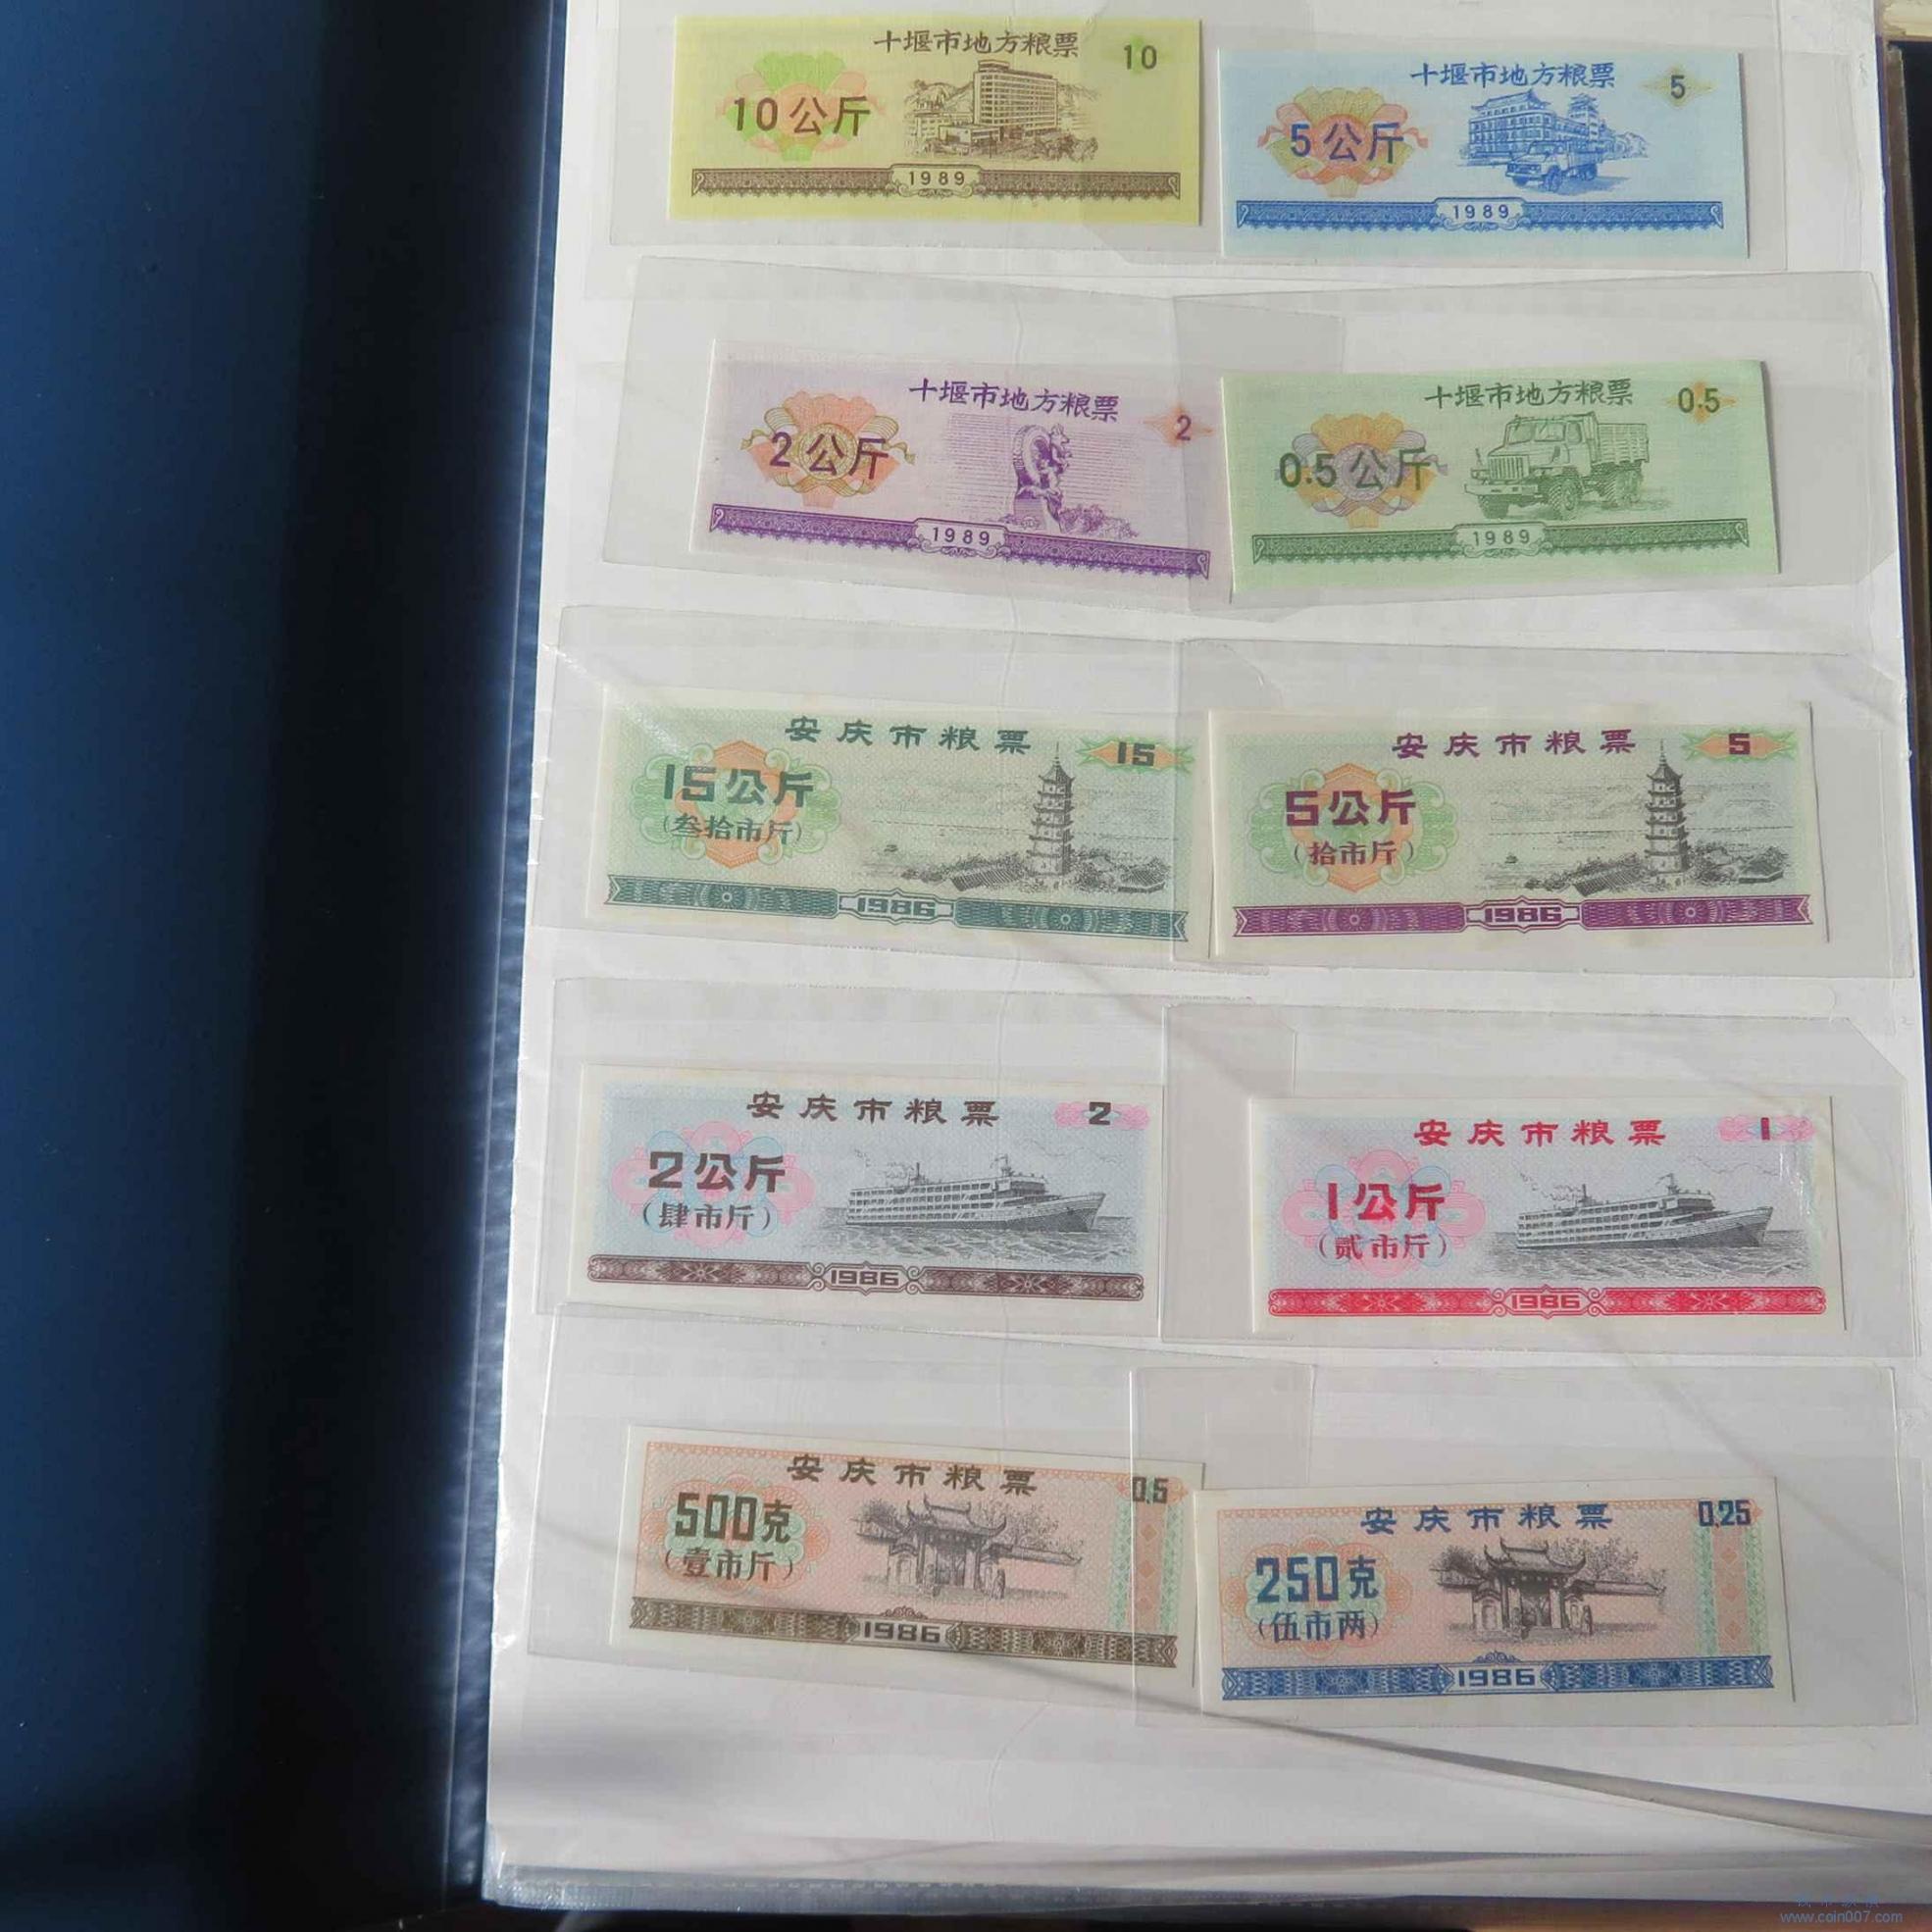 十堰市地方粮票
10
10公斤
1989
十堰市地方粮票
5
5公斤
1989
十堰市地方粮票
2
2公斤
1989
十堰市地方粮票
0.5
0.5公斤
1989
安庆市粮票
15
15公斤
(叁拾市斤)
1986
安庆市粮票
5
5公斤
(拾市斤)
1986
安庆市粮票
2
2公斤
(肆市斤)
1986
安庆市粮票
1
1公斤
(贰市斤)
1986
安庆市粮票
0.5
500克
(壹市斤)
1986
安庆市粮票
0.25
250克
(伍市两)
1986
www.coin007.com